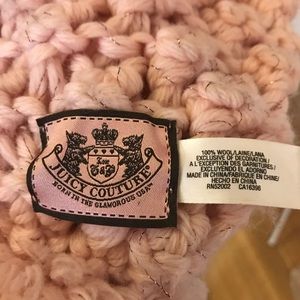 JUICY COUTURE
BORN IN THE GLAMOROUS USA
100% WOOL/LAINE/LANA
EXCLUSIVE OF DECORATION /
A L'EXCEPTION DES GARNITURES /
EXCLUYENDO EL ADORNO
MADE IN CHINA/FABRIQUE EN CHINE/
HECHO EN CHINA
RN52002 CA16396